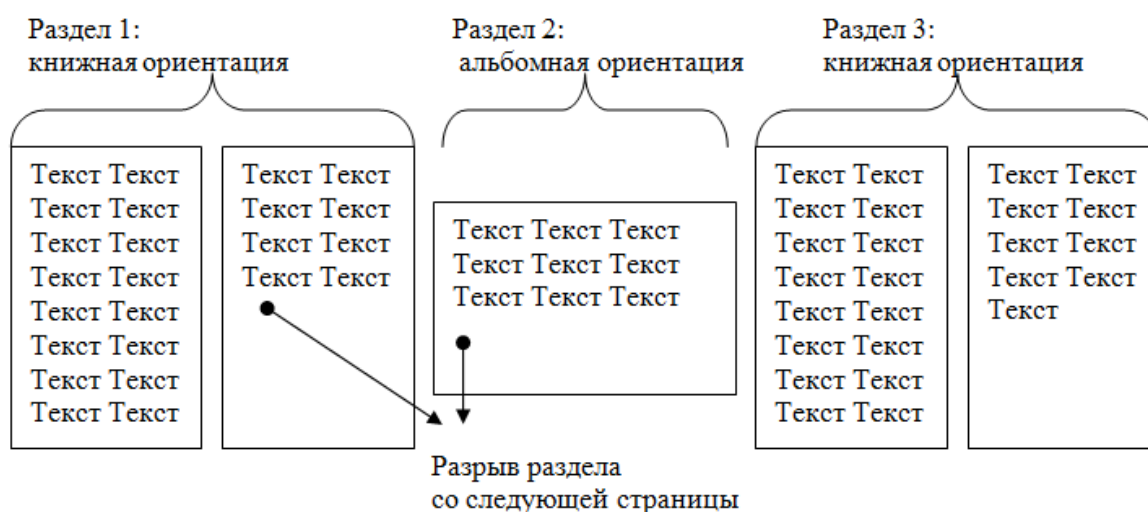 Раздел 1:
книжная ориентация
Раздел 2:
альбомная ориентация
Раздел 3:
книжная ориентация
Текст Текст
Текст Текст
Текст Текст
Текст Текст
Текст Текст
Текст Текст
Текст Текст
Текст Текст
Текст Текст
Текст Текст
Текст Текст
Текст Текст
Текст Текст Текст
Текст Текст Текст
Текст Текст Текст
Текст Текст
Текст Текст
Текст Текст
Текст Текст
Текст Текст
Текст Текст
Текст Текст
Текст Текст
Текст Текст
Текст Текст
Текст Текст
Текст Текст
Текст
Разрыв раздела
со следующей страницы